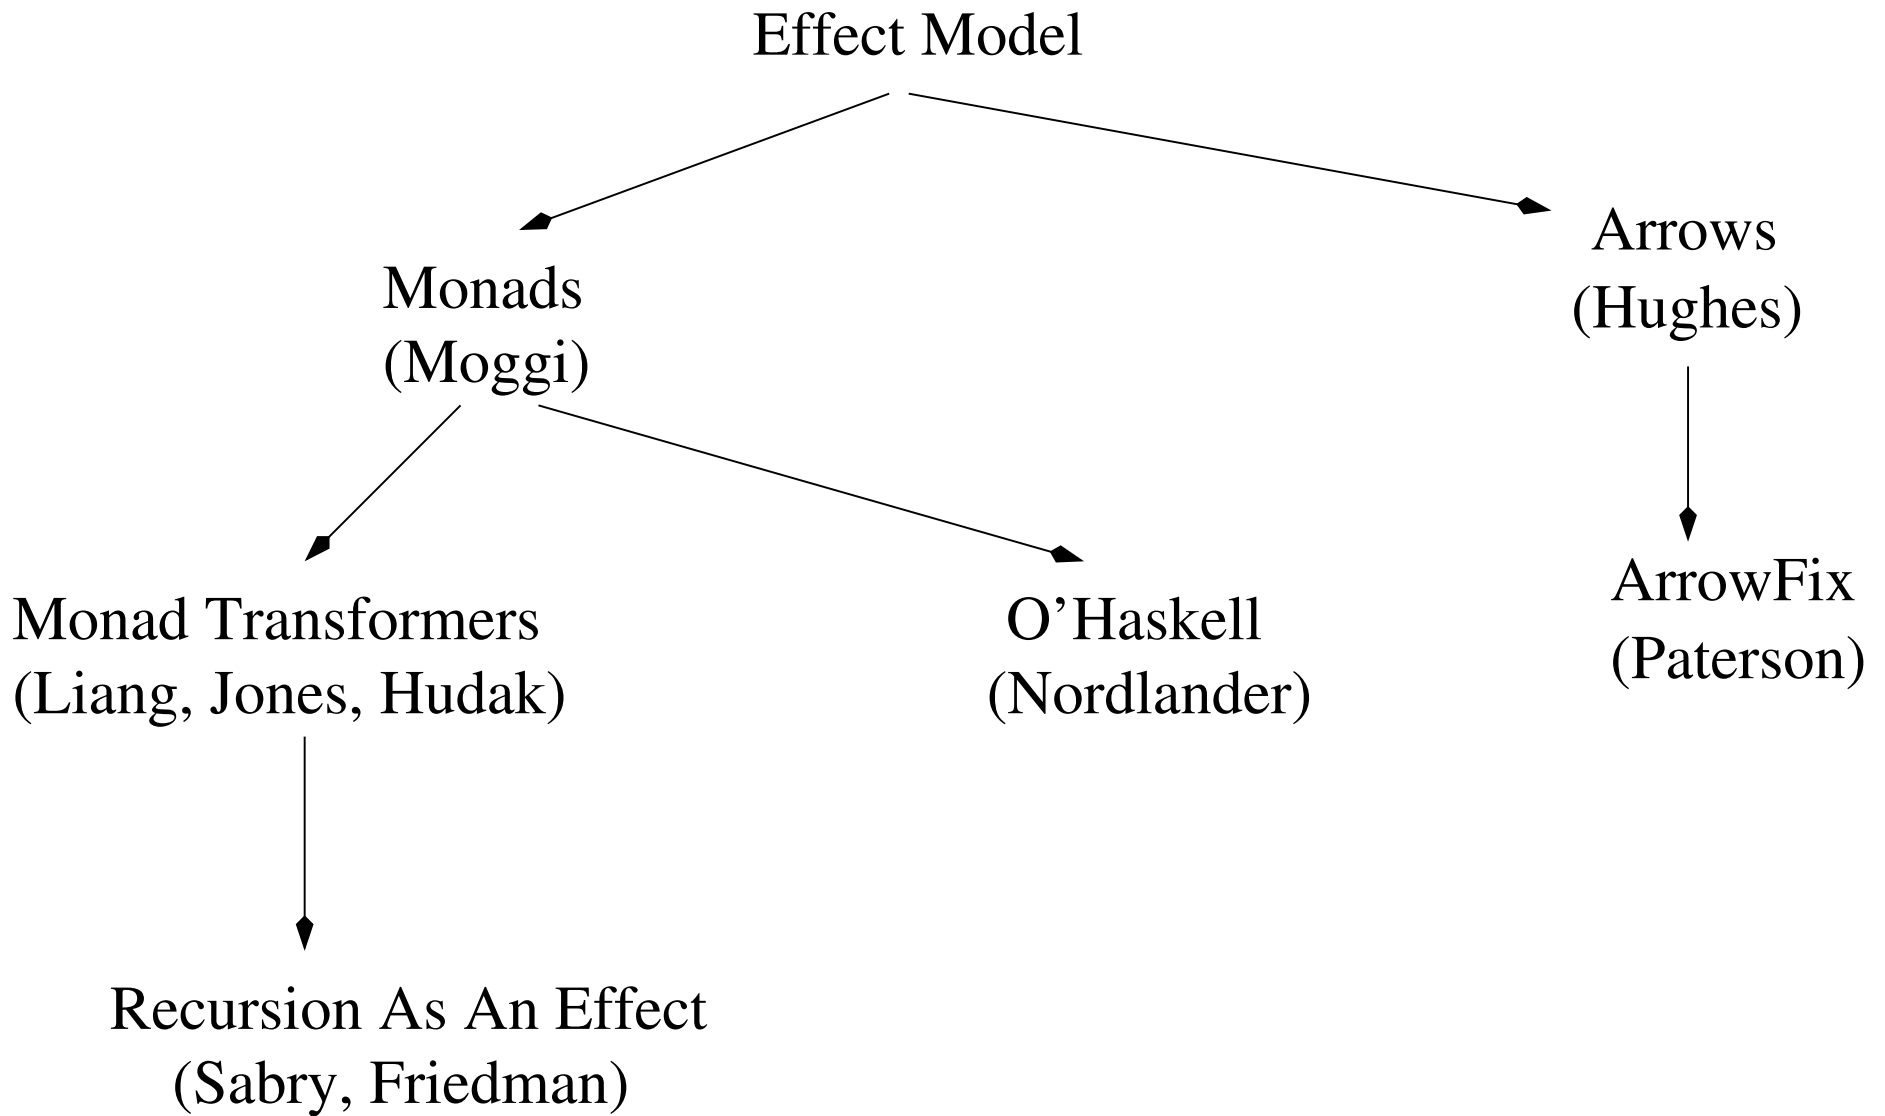 Effect Model
Monads
(Moggi)
Arrows
(Hughes)
Monad Transformers
(Liang, Jones, Hudak)
O’Haskell
(Nordlander)
ArrowFix
(Paterson)
Recursion As An Effect
(Sabry, Friedman)